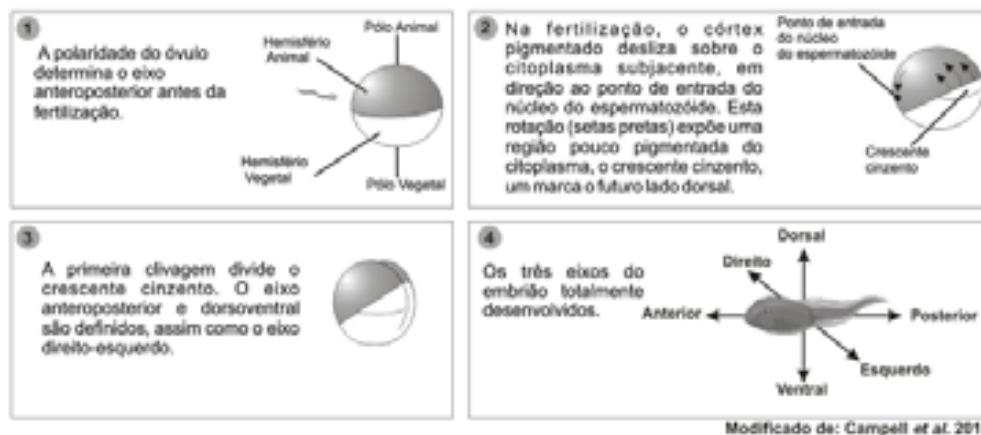 1
A polaridade do óvulo
determina o eixo
anteroposterior antes da
fertilização.
Hemisfério
Animal
Pólo Animal
Hemisfério
Vegetal
Pólo Vegetal
2
Na fertilização, o córtex
pigmentado desliza sobre o
citoplasma subjacente, em
direção ao ponto de entrada do
núcleo do espermatozóide. Esta
rotação (setas pretas) expõe uma
região pouco pigmentada do
citoplasma, o crescente cinzento,
um marca o futuro lado dorsal.
Ponto de entrada
do núcleo
do espermatozóide
Crescente
cinzento
3
A primeira clivagem divide o
crescente cinzento. O eixo
anteroposterior e dorsoventral
são definidos, assim como o eixo
direito-esquerdo.
4
Os três eixos do
embrião totalmente
desenvolvidos.
Dorsal
Direito
Anterior
Posterior
Esquerdo
Ventral
Modificado de: Campell et al. 201